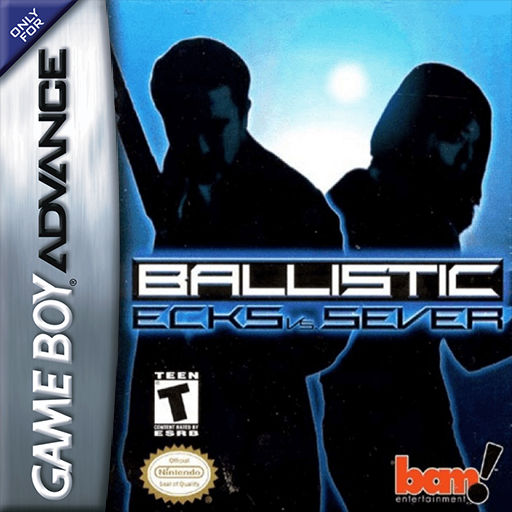 ONLY
FOR
GAME BOY ADVANCE
BALLISTIC
ECKS vs. SEVER
TEEN
T
CONTENT RATED BY
ESRB
Official
Nintendo
Seal of Quality
bam!
entertainment